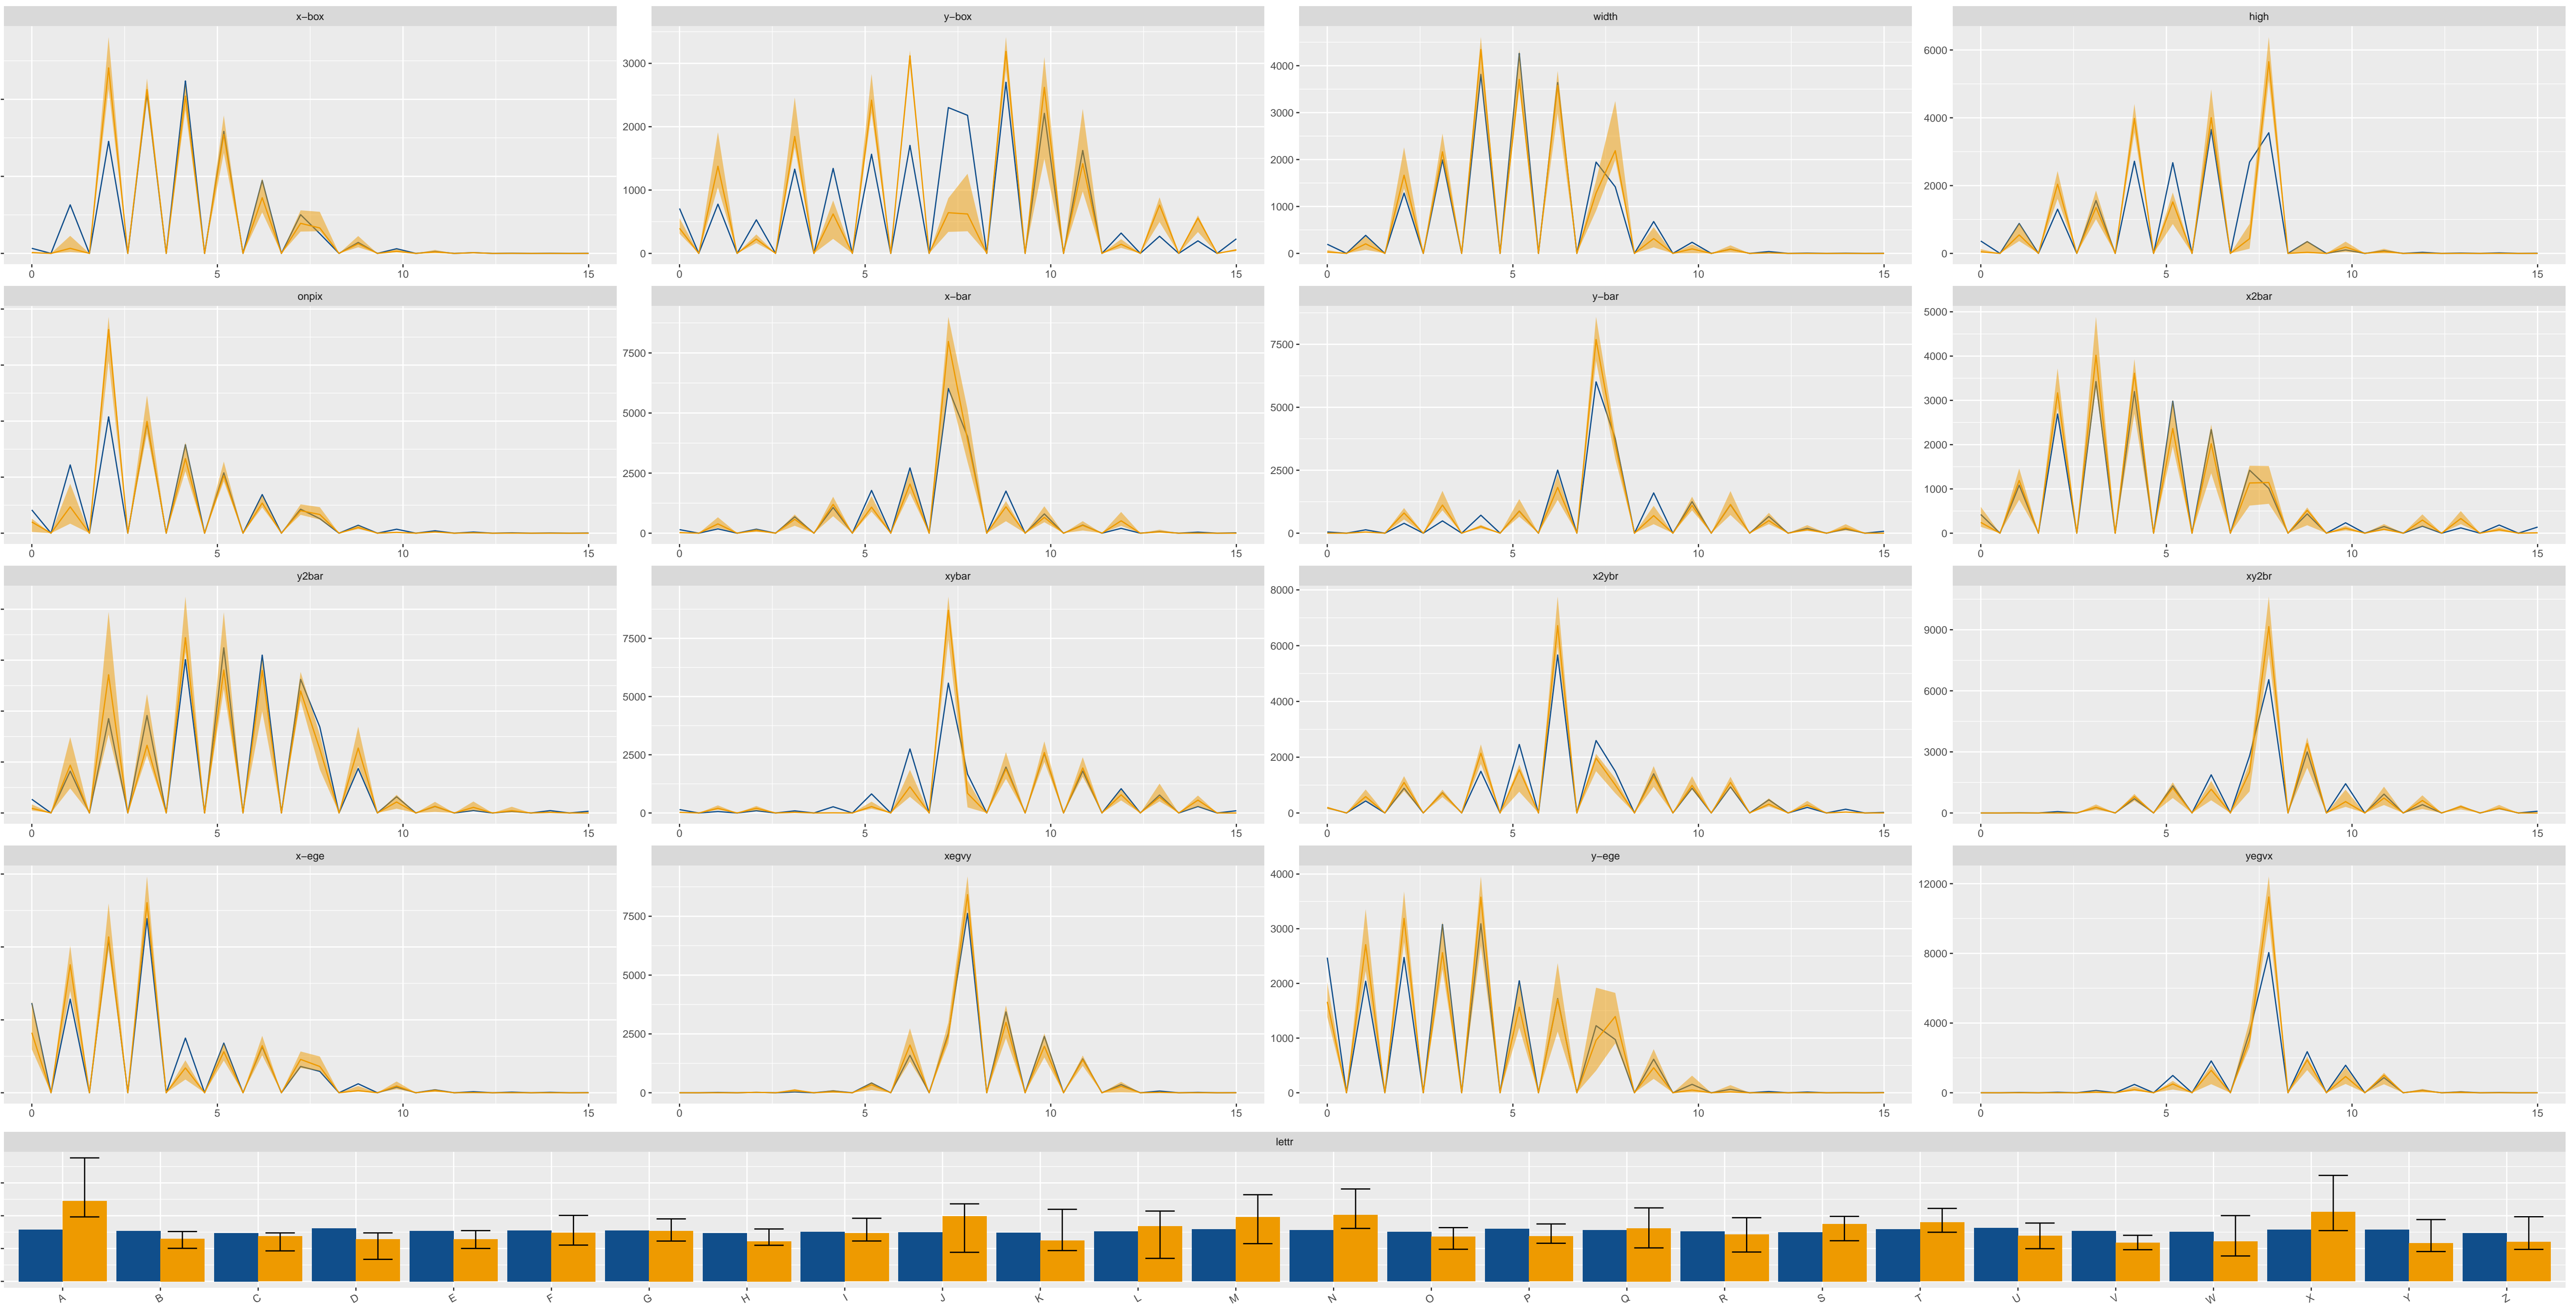 x-box y-box width high
3000 4000 6000
2000 3000 4000
1000 2000 2000
0 1000 0
0
0 5 10 15 0 5 10 15 0 5 10 15 0 5 10 15
onpix x-bar y-bar x2bar
7500 7500 5000
5000 5000 4000
2500 2500 3000
0 0 2000
1000
0
0 5 10 15 0 5 10 15 0 5 10 15 0 5 10 15
y2bar xybar x2ybr xy2br
7500 8000 9000
5000 6000 6000
2500 4000 3000
0 2000 0
0
0 5 10 15 0 5 10 15 0 5 10 15 0 5 10 15
x-ege xegvy y-ege yegvx
7500 4000 12000
5000 3000 8000
2500 2000 4000
0 1000 0
0
0 5 10 15 0 5 10 15 0 5 10 15 0 5 10 15
lettr
A B C D E F G H I J K L M N O P Q R S T U V W X Y Z